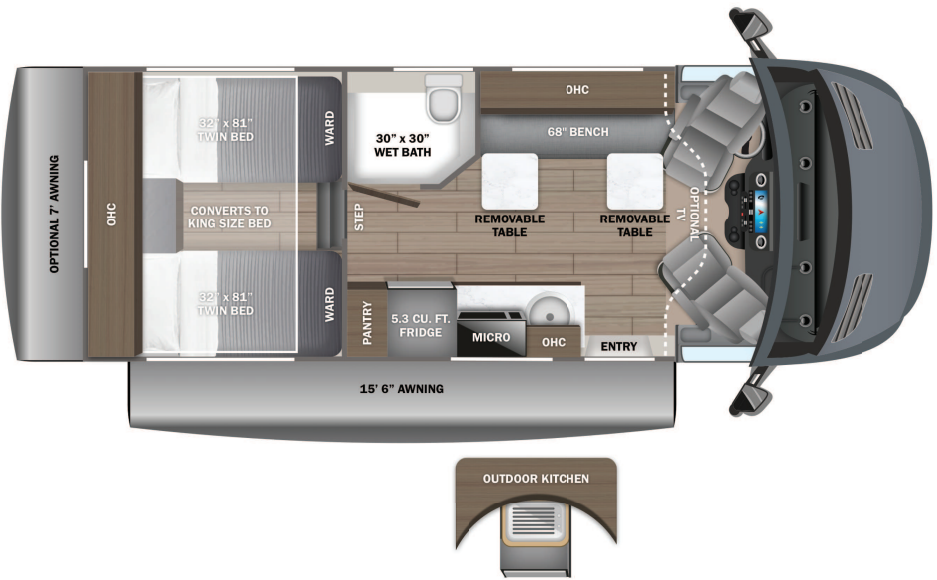 OPTIONAL 7' AWNING
OHC
32" x 81"
TWIN BED
WARD
CONVERTS TO
KING SIZE BED
32" x 81"
TWIN BED
WARD
30" x 30"
WET BATH
STEP
OHC
68" BENCH
REMOVABLE
TABLE
REMOVABLE
TABLE
OPTIONAL
TV
PANTRY
5.3 CU. FT.
FRIDGE
MICRO
OHC
ENTRY
15' 6" AWNING
OUTDOOR KITCHEN